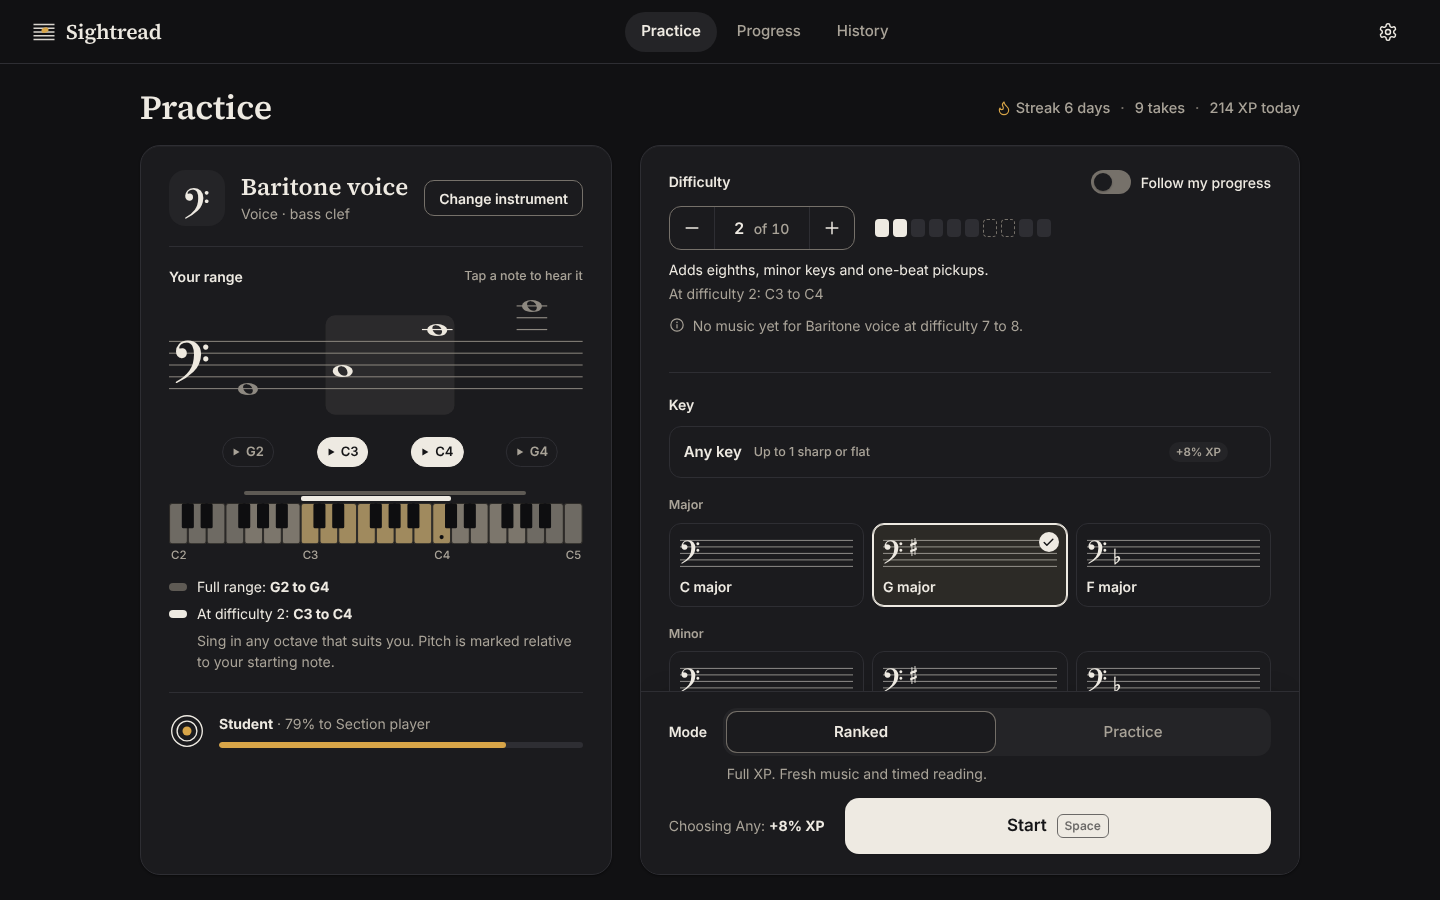 Sightread
Practice
Progress
History
Practice
Streak 6 days · 9 takes · 214 XP today
Baritone voice
Voice · bass clef
Change instrument
Your range
Tap a note to hear it
G2
C3
C4
G4
C2
C3
C4
C5
Full range: G2 to G4
At difficulty 2: C3 to C4
Sing in any octave that suits you. Pitch is marked relative
to your starting note.
Student · 79% to Section player
Difficulty
Follow my progress
2 of 10
Adds eighths, minor keys and one-beat pickups.
At difficulty 2: C3 to C4
No music yet for Baritone voice at difficulty 7 to 8.
Key
Any key Up to 1 sharp or flat
+8% XP
Major
C major
G major
F major
Minor
Mode
Ranked
Practice
Full XP. Fresh music and timed reading.
Choosing Any: +8% XP
Start Space